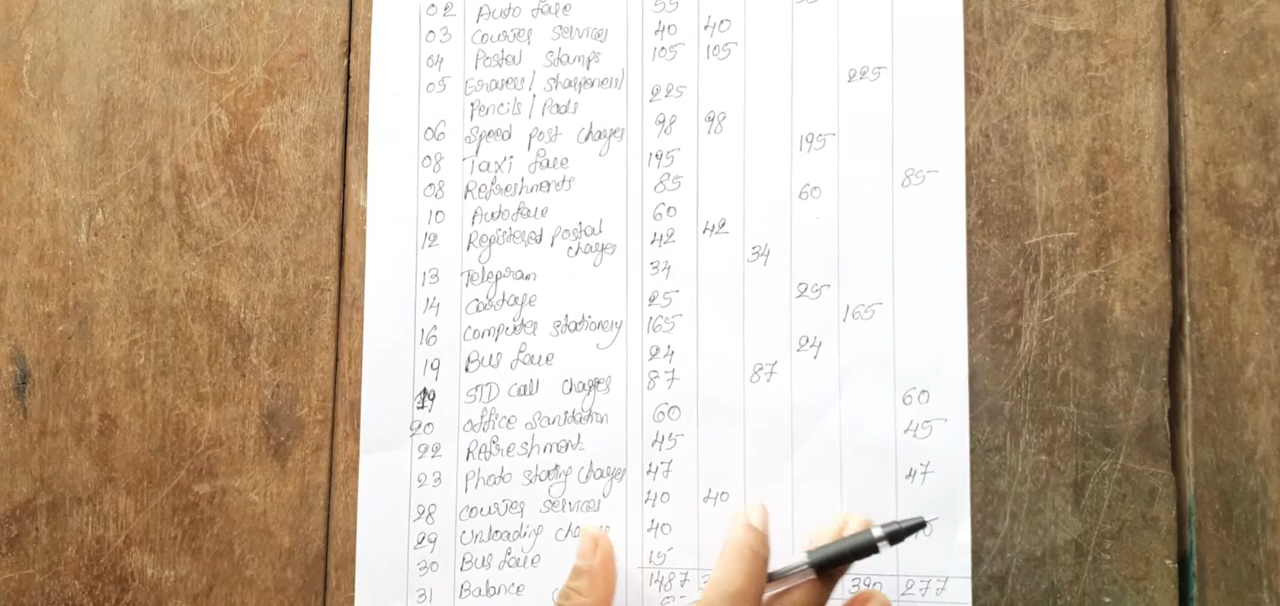 02 Auto fare 55
03 Courier services 40 40
04 Postal stamps 105 105
05 Erasers/ sharpeners/ 225
Pencils / Pads 225
06 Speed post charges 98 98
08 Taxi fare 195 195
08 Refreshments 85 85
10 Auto fare 60 60
12 Registered postal 42 42
charges
13 Telegram 34 34
14 Cartage 25 25
16 Computer stationery 165 165
19 Bus fare 24 24
19 STD call charges 87 87
20 office sanitation 60 60
22 Refreshment 45 45
23 Photo stating charges 47 47
28 courier services 40 40
29 Unloading 40
30 Bus fare 15
31 Balance 1487 390 277